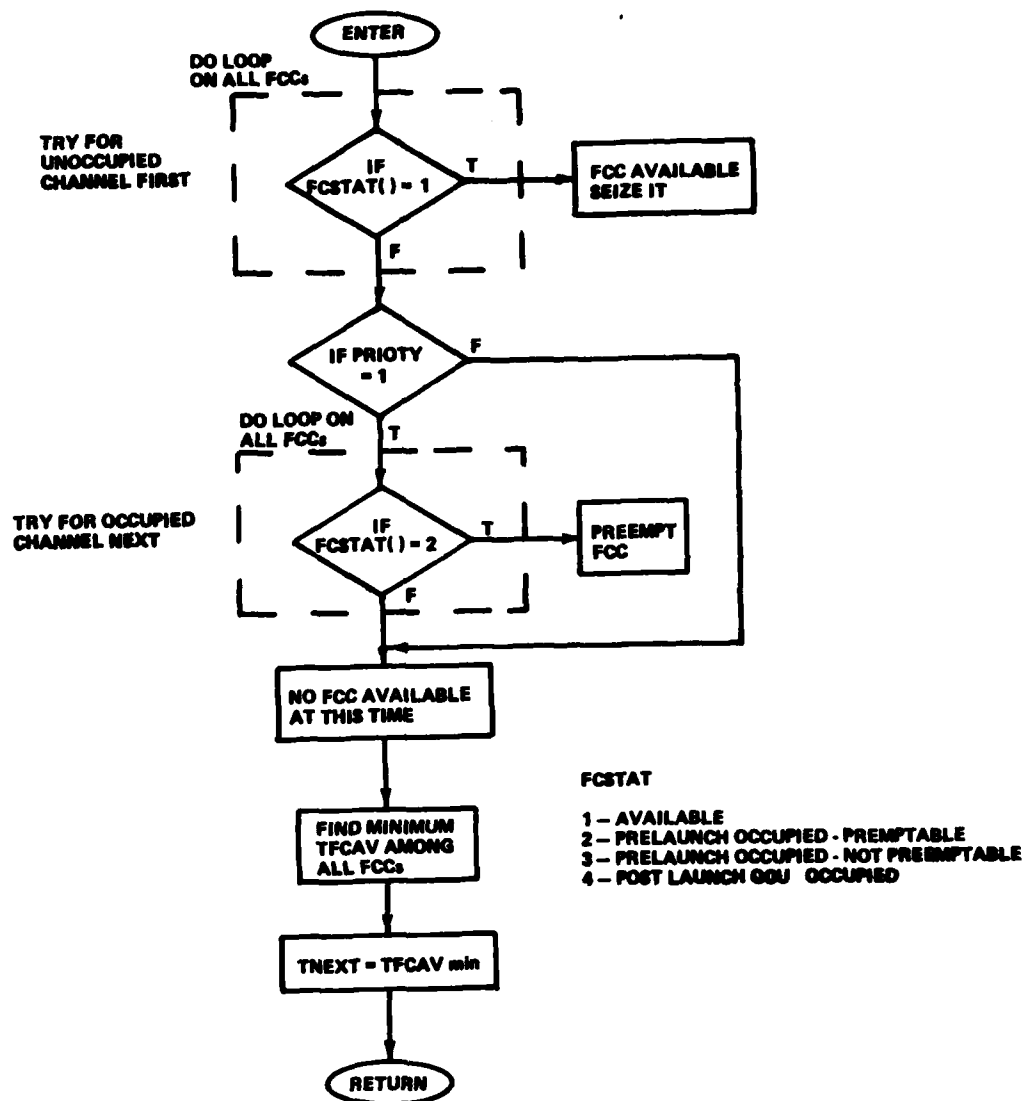 ENTER
DO LOOP
ON ALL FCCs
TRY FOR
UNOCCUPIED
CHANNEL FIRST
IF
FCSTAT( ) = 1
T
FCC AVAILABLE
SEIZE IT
F
IF PRIOTY
= 1
F
DO LOOP ON
ALL FCCs
T
TRY FOR OCCUPIED
CHANNEL NEXT
IF
FCSTAT( ) = 2
T
PREEMPT
FCC
F
NO FCC AVAILABLE
AT THIS TIME
FIND MINIMUM
TFCAV AMONG
ALL FCCs
FCSTAT
1 – AVAILABLE
2 – PRELAUNCH OCCUPIED - PREMPTABLE
3 – PRELAUNCH OCCUPIED - NOT PREEMPTABLE
4 – POST LAUNCH OCCUPIED
TNEXT = TFCAV min
RETURN